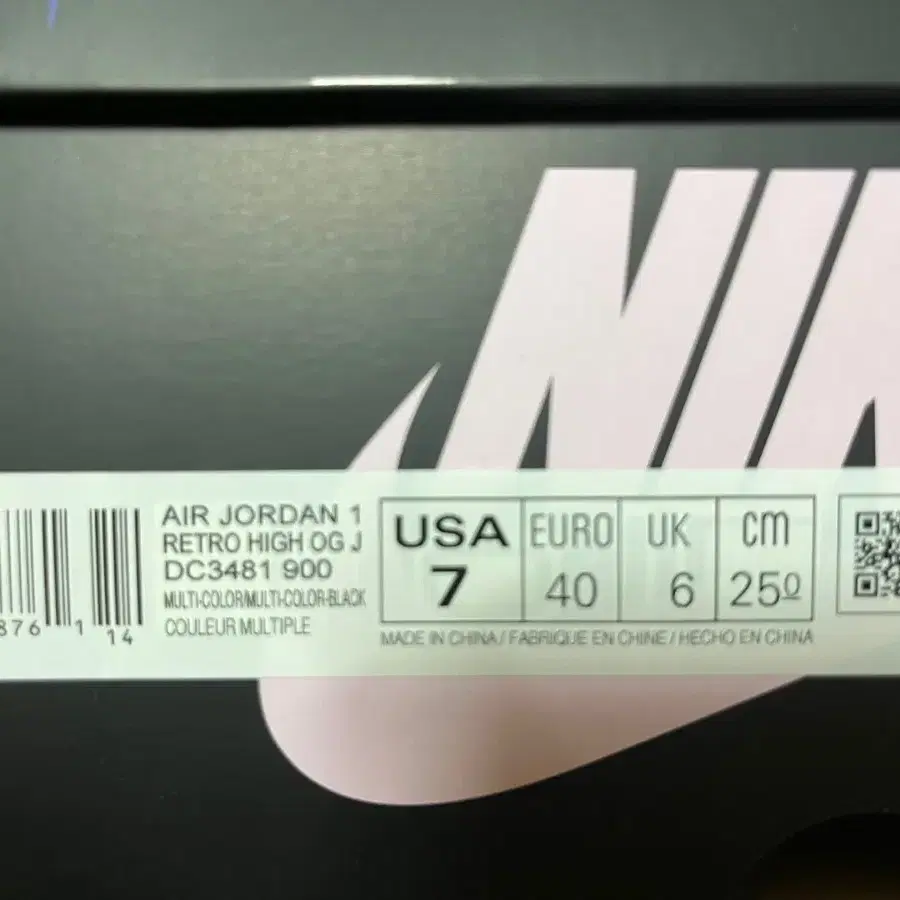 NIK
AIR JORDAN 1
RETRO HIGH OG J
DC3481 900
MULTI-COLOR/MULTI-COLOR-BLACK
COULEUR MULTIPLE
USA EURO UK CM
7 40 6 250
MADE IN CHINA / FABRIQUE EN CHINE / HECHO EN CHINA
876 1
14